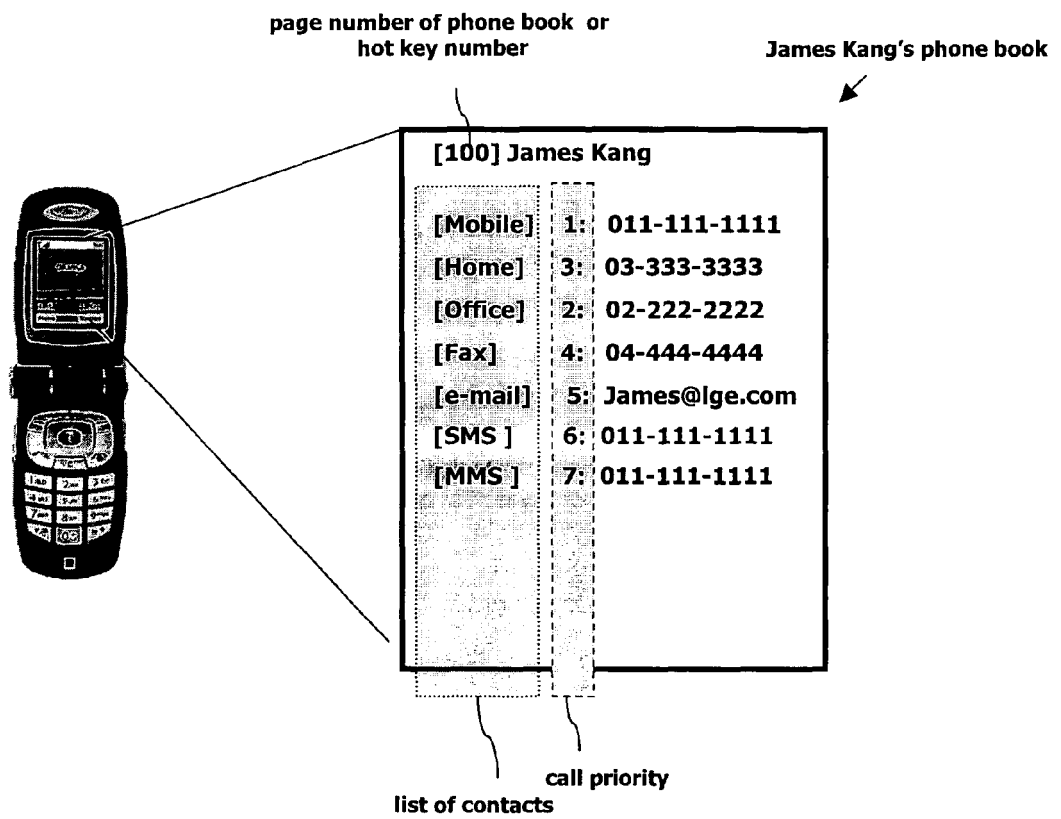 page number of phone book or
hot key number
James Kang's phone book
[100] James Kang
[Mobile] 1: 011-111-1111
[Home] 3: 03-333-3333
[Office] 2: 02-222-2222
[Fax] 4: 04-444-4444
[e-mail] 5: James@lge.com
[SMS ] 6: 011-111-1111
[MMS ] 7: 011-111-1111
call priority
list of contacts